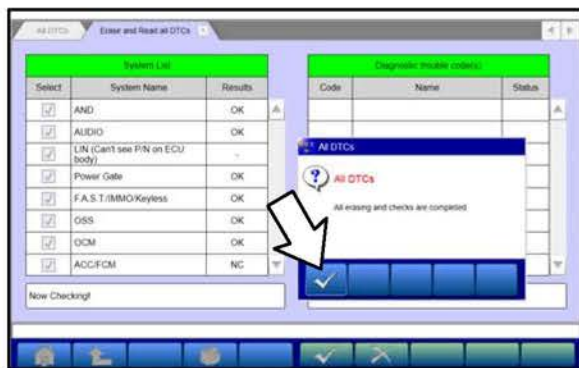 All DTCs
Erase and Read all DTCs
System List
Select System Name Results
AND OK
AUDIO OK
LIN (Can't see P/N on ECU body) -
Power Gate OK
F.A.S.T./IMMO/Keyless OK
OSS OK
OCM OK
ACC/FCM NC
Now Checking!
Diagnostic trouble code(s)
Code Name Status
All DTCs
All DTCs
All erasing and checks are completed